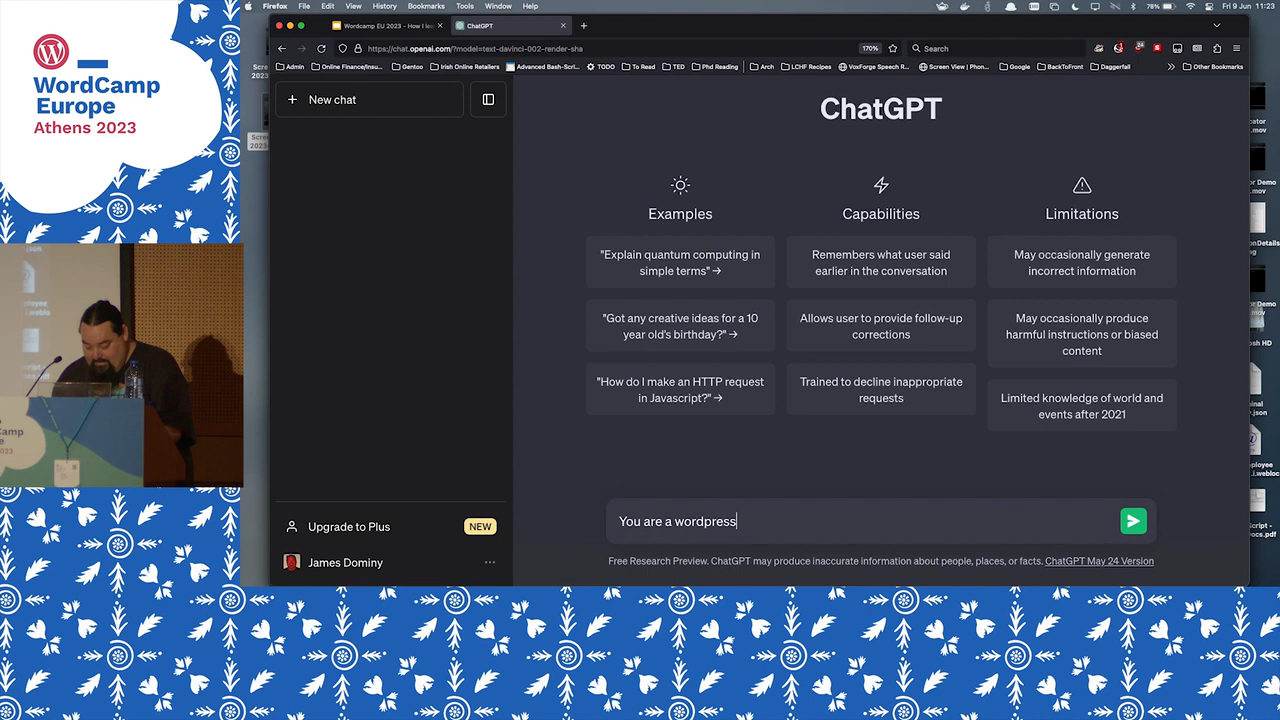 WordCamp
Europe
Athens 2023
Firefox File Edit View History Bookmarks Tools Window Help
78% Fri 9 Jun 11:23
Wordcamp EU 2023 - How I lea
ChatGPT
https://chat.openai.com/?model=text-davinci-002-render-sha
170%
Search
Admin
Online Finance/Insu...
Gentoo
Irish Online Retailers
Advanced Bash-Scri...
TODO
To Read
TED
Phd Reading
Arch
LCHF Recipes
VoxForge Speech R...
Screen View | Phon...
Google
BackToFront
Daggerfall
Other Bookmarks
New chat
ChatGPT
Examples
"Explain quantum computing in
simple terms" →
"Got any creative ideas for a 10
year old's birthday?" →
"How do I make an HTTP request
in Javascript?" →
Capabilities
Remembers what user said
earlier in the conversation
Allows user to provide follow-up
corrections
Trained to decline inappropriate
requests
Limitations
May occasionally generate
incorrect information
May occasionally produce
harmful instructions or biased
content
Limited knowledge of world and
events after 2021
Upgrade to Plus
NEW
James Dominy
You are a wordpress
Free Research Preview. ChatGPT may produce inaccurate information about people, places, or facts. ChatGPT May 24 Version